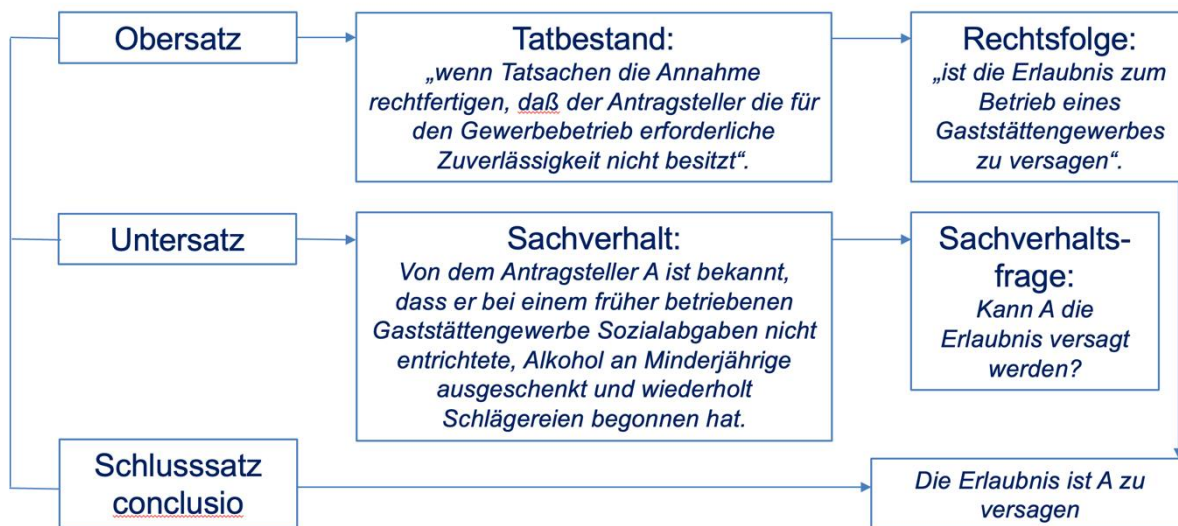 Obersatz
Tatbestand:
„wenn Tatsachen die Annahme
rechtfertigen, daß der Antragsteller die für
den Gewerbebetrieb erforderliche
Zuverlässigkeit nicht besitzt“.
Rechtsfolge:
„ist die Erlaubnis zum
Betrieb eines
Gaststättengewerbes
zu versagen“.
Untersatz
Sachverhalt:
Von dem Antragsteller A ist bekannt,
dass er bei einem früher betriebenen
Gaststättengewerbe Sozialabgaben nicht
entrichtete, Alkohol an Minderjährige
ausgeschenkt und wiederholt
Schlägereien begonnen hat.
Sachverhalts-
frage:
Kann A die
Erlaubnis versagt
werden?
Schlusssatz
conclusio
Die Erlaubnis ist A zu
versagen